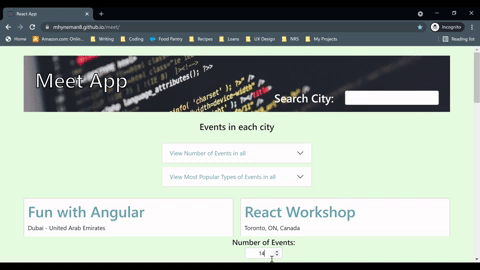 React App
mhyneman8.github.io/meet/
Incognito
Home
Amazon.com: Onlin...
Writing
Coding
Food Pantry
Recipes
Loans
UX Design
NRS
My Projects
Reading list
Meet App
Search City:
Events in each city
View Number of Events in all
View Most Popular Types of Events in all
Fun with Angular
Dubai - United Arab Emirates
React Workshop
Toronto, ON, Canada
Number of Events:
16